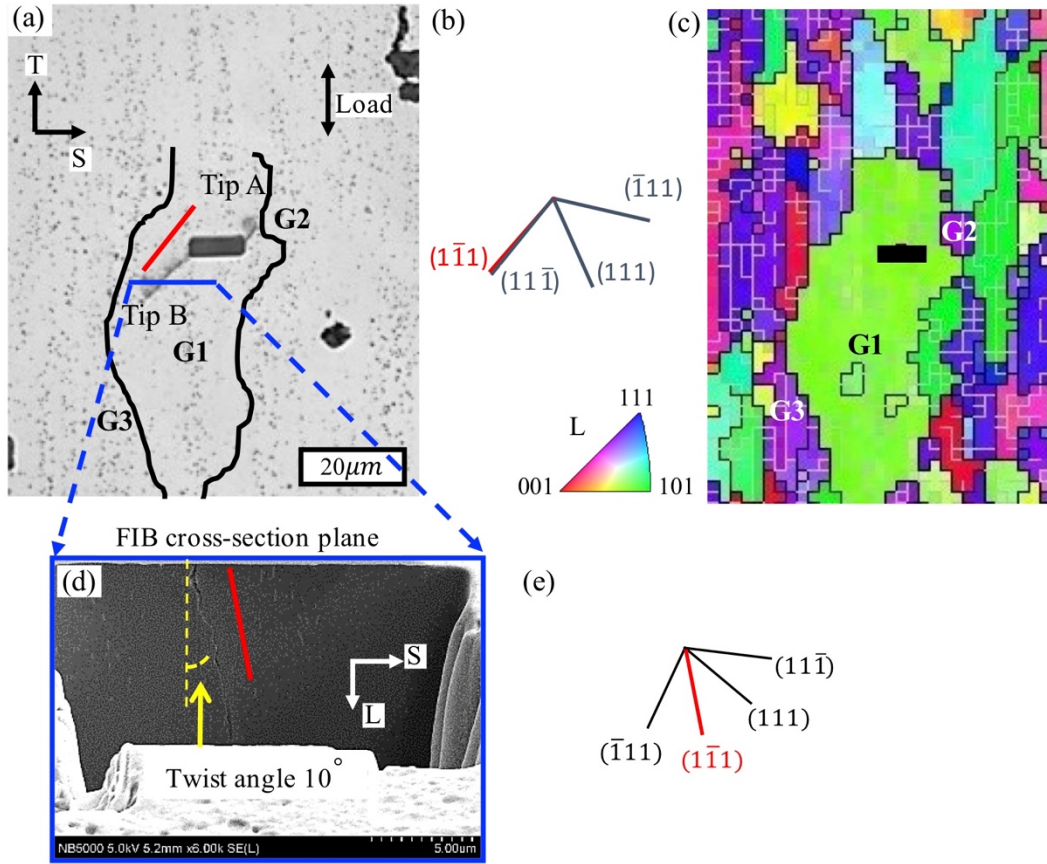 (a)
T
S
Load
Tip A
G2
Tip B
G1
G3
20μm
(b)
(1̄11)
(11̄1)
(111̄)
(111)
L
111
001
101
(c)
G2
G1
G3
FIB cross-section plane
(d)
S
L
Twist angle 10°
NB5000 5.0kV 5.2mm x6.00k SE(L)
5.00um
(e)
(111̄)
(111)
(1̄11)
(11̄1)